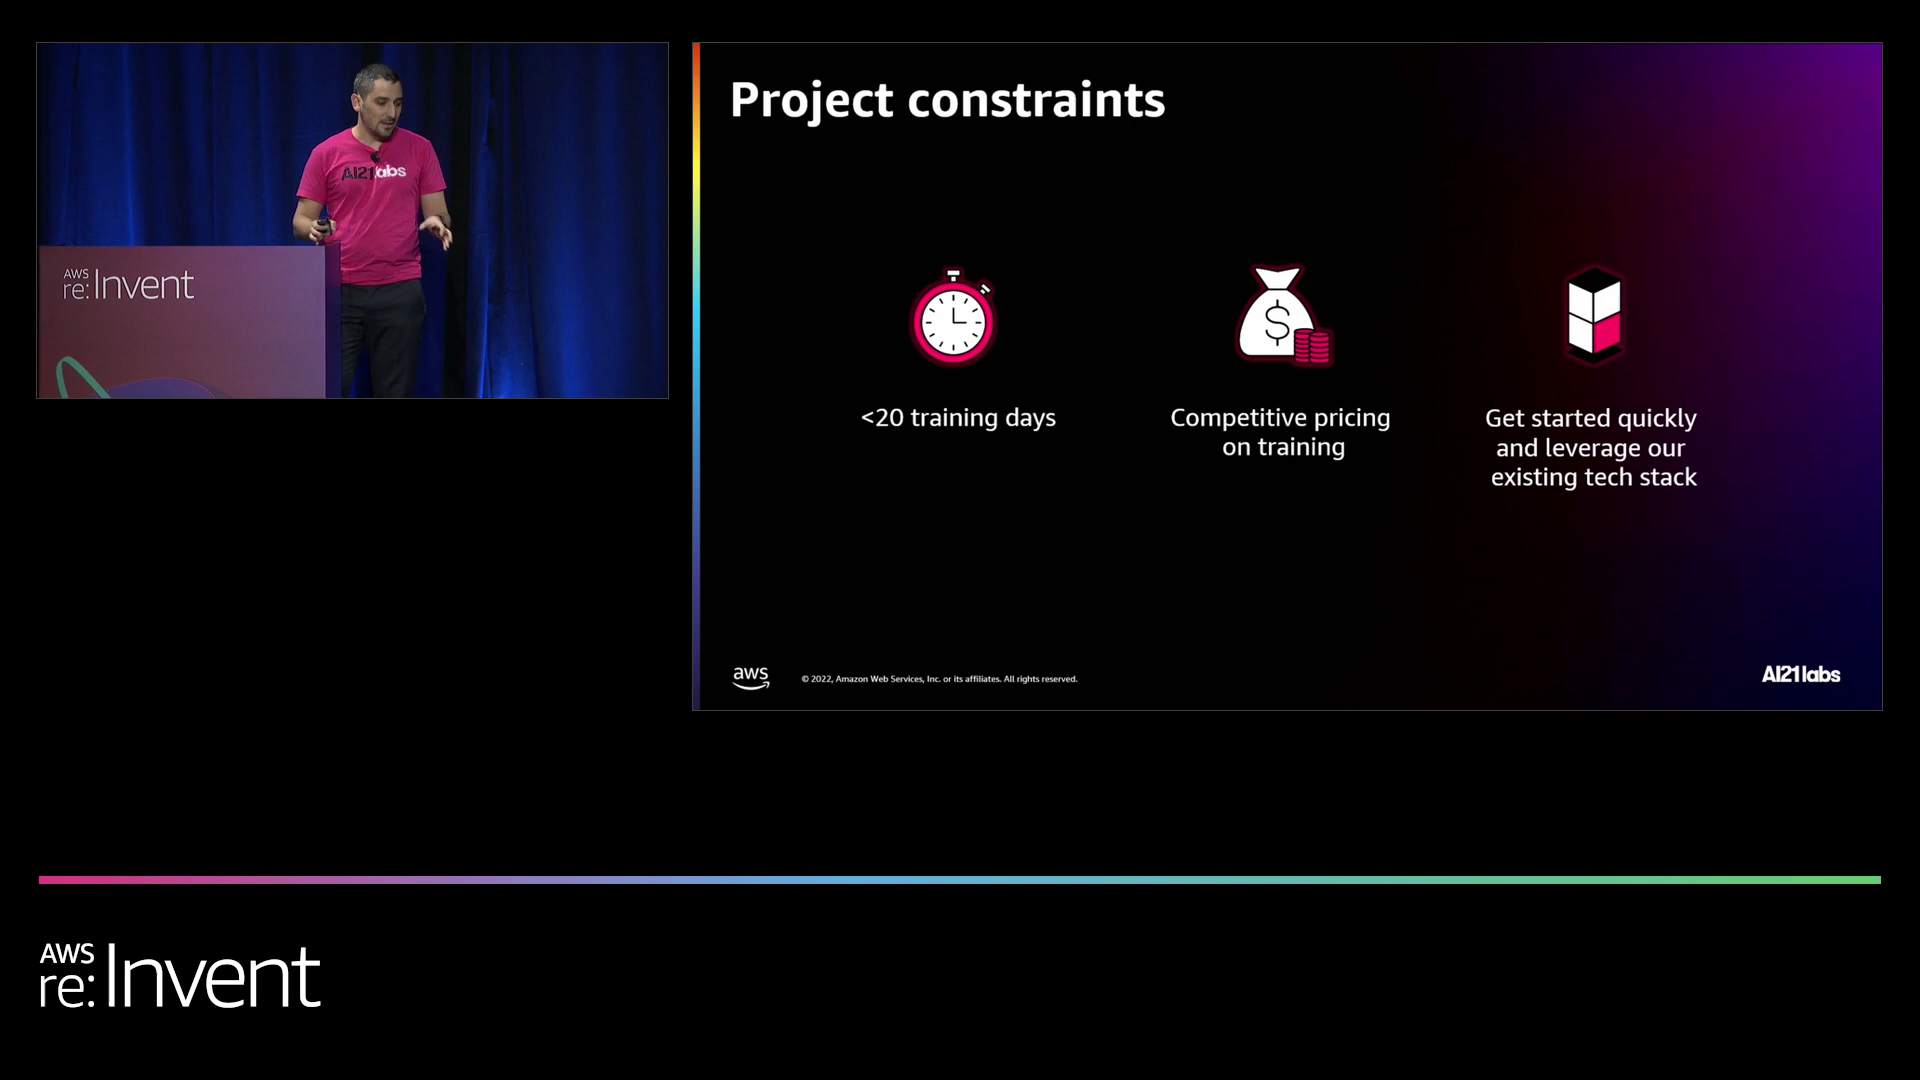 AI21labs
AWS
re:Invent
Project constraints
<20 training days
Competitive pricing
on training
Get started quickly
and leverage our
existing tech stack
aws
© 2022, Amazon Web Services, Inc. or its affiliates. All rights reserved.
AI21labs
AWS
re:Invent